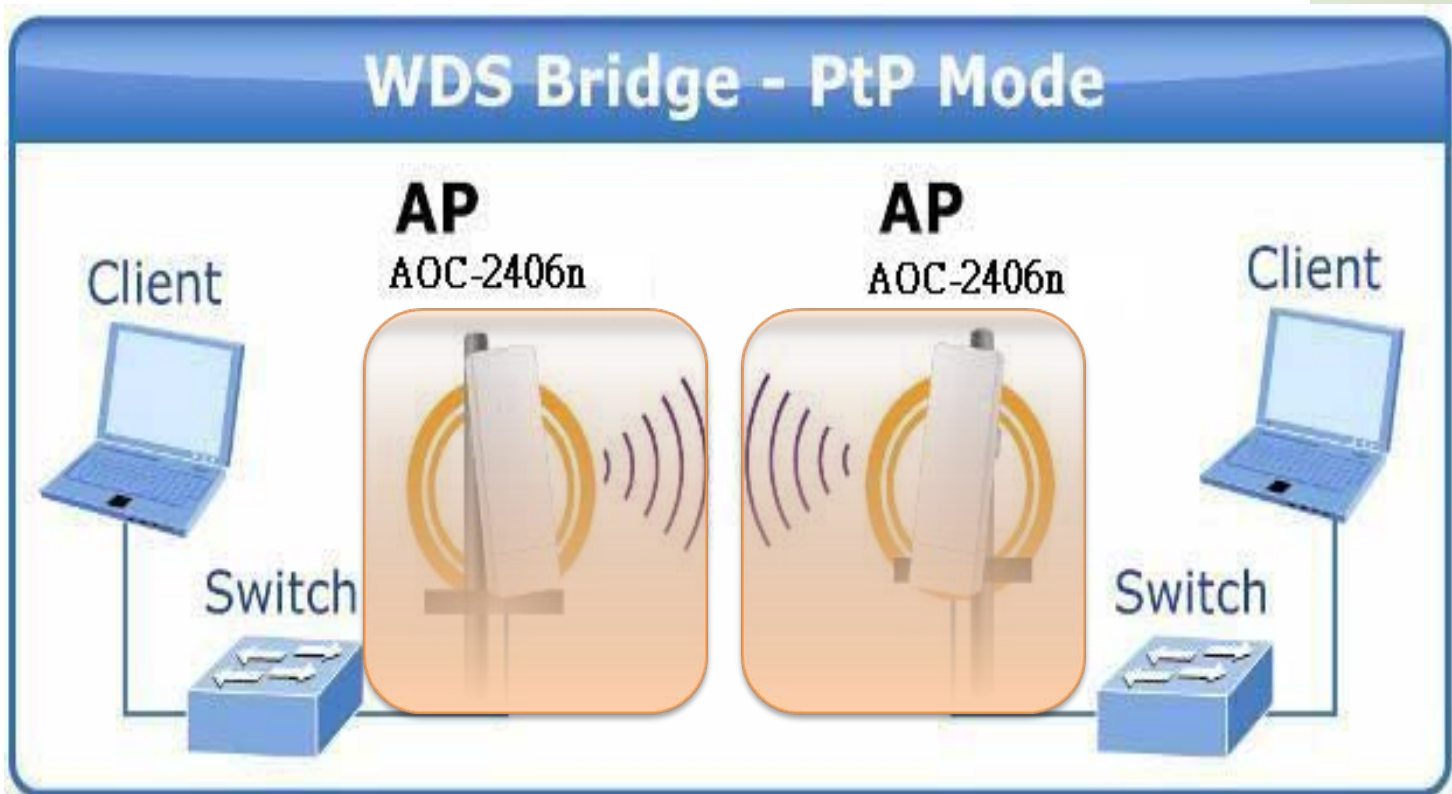 WDS Bridge - PtP Mode
AP
AOC-2406n
AP
AOC-2406n
Client
Client
Switch
Switch